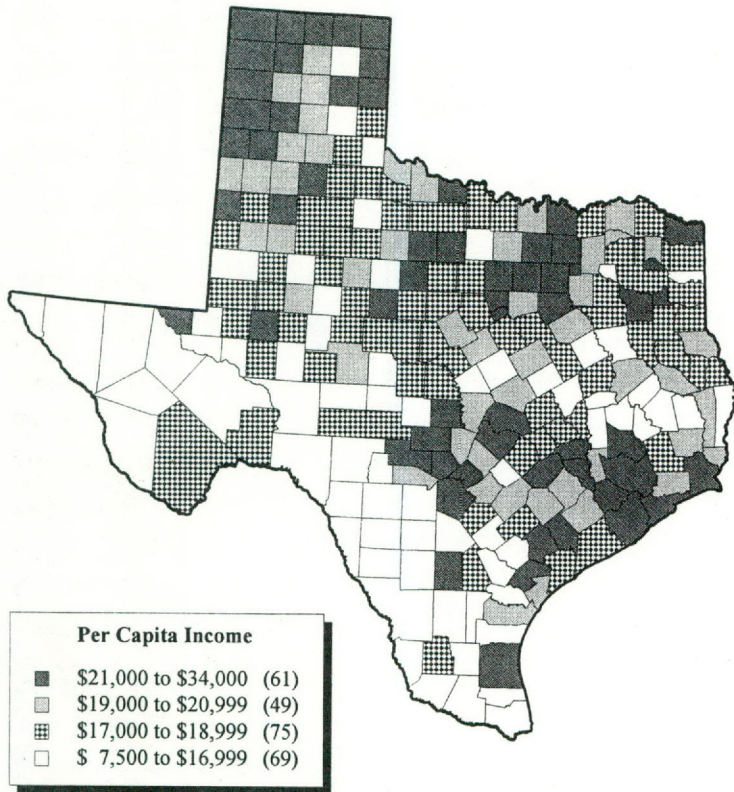 Per Capita Income
$21,000 to $34,000 (61)
$19,000 to $20,999 (49)
$17,000 to $18,999 (75)
$ 7,500 to $16,999 (69)